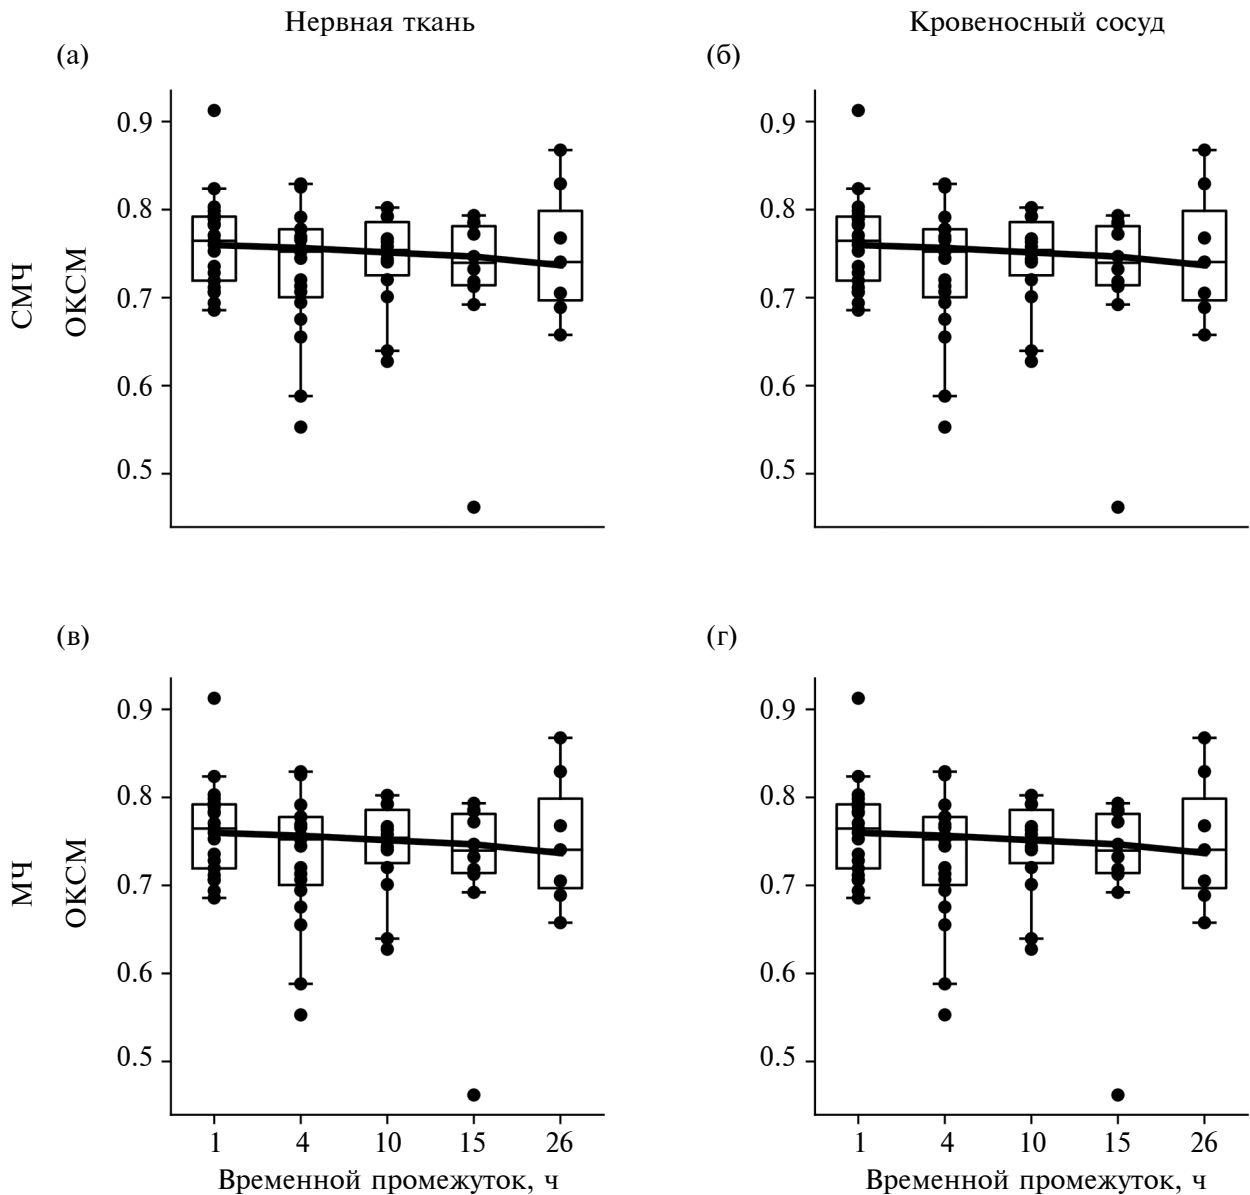 Нервная ткань
Кровеносный сосуд
(а)
(б)
СМЧ
ОКСМ
0.9
0.8
0.7
0.6
0.5
0.9
0.8
0.7
0.6
0.5
(в)
(г)
МЧ
ОКСМ
0.9
0.8
0.7
0.6
0.5
1 4 10 15 26
Временной промежуток, ч
0.9
0.8
0.7
0.6
0.5
1 4 10 15 26
Временной промежуток, ч